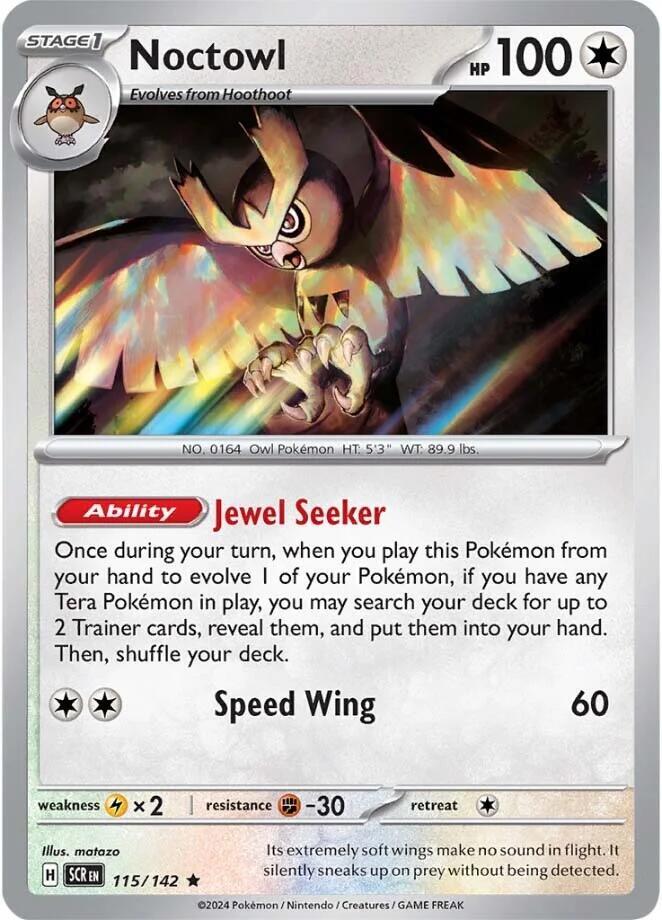 STAGE1
Noctowl
HP 100
Evolves from Hoothoot
NO. 0164 Owl Pokémon HT: 5'3" WT: 89.9 lbs.
Ability Jewel Seeker
Once during your turn, when you play this Pokémon from
your hand to evolve 1 of your Pokémon, if you have any
Tera Pokémon in play, you may search your deck for up to
2 Trainer cards, reveal them, and put them into your hand.
Then, shuffle your deck.
Speed Wing 60
weakness ×2 resistance -30 retreat
Illus. matazo
H SCR EN 115/142 ★
Its extremely soft wings make no sound in flight. It
silently sneaks up on prey without being detected.
©2024 Pokémon / Nintendo / Creatures / GAME FREAK